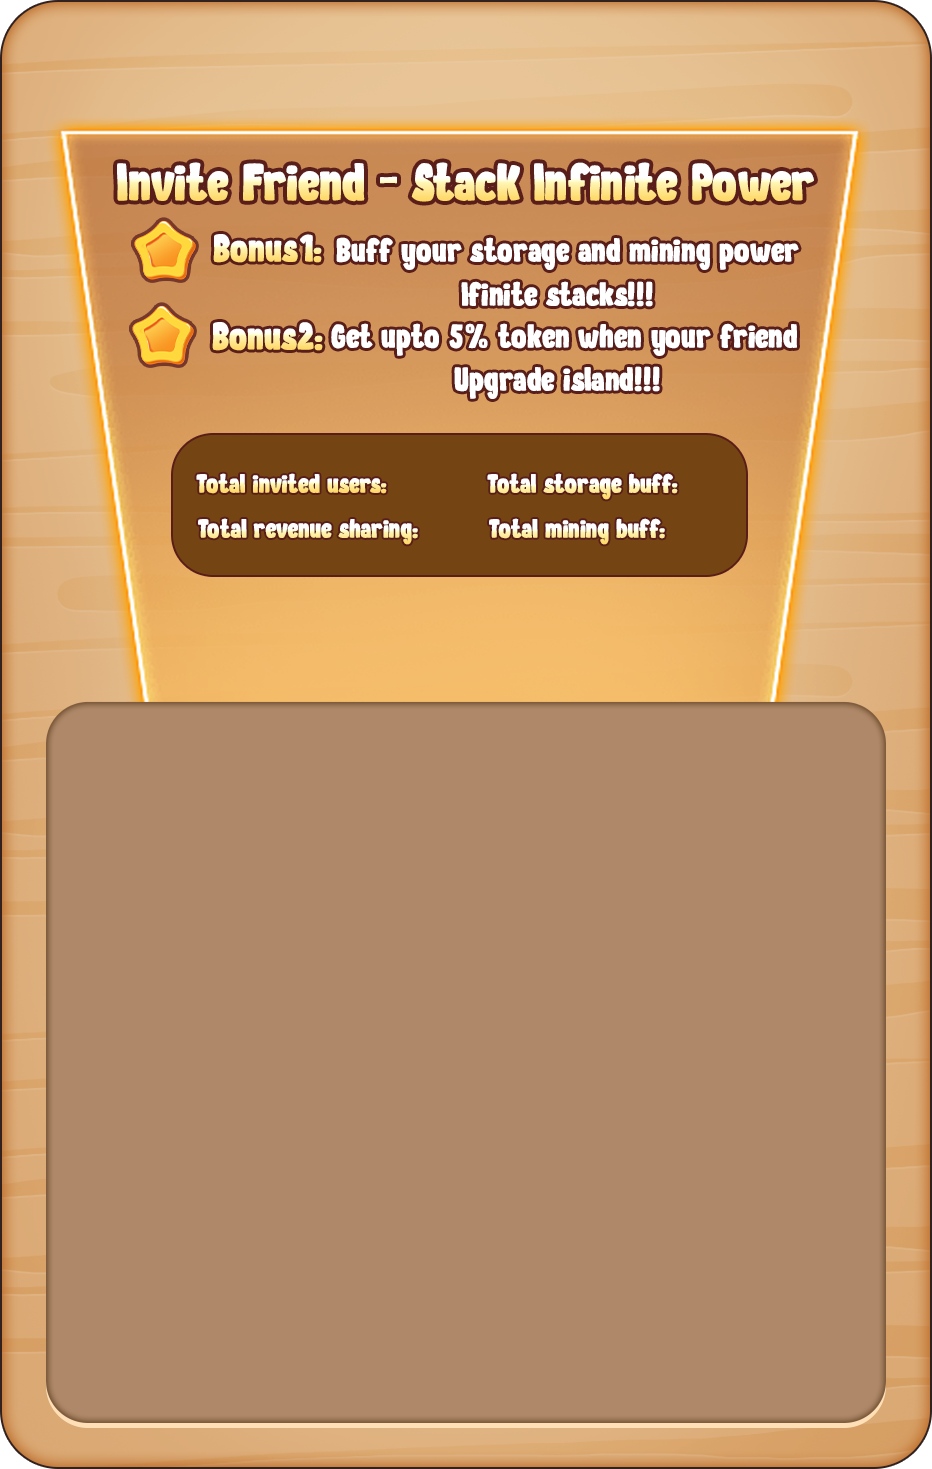 Invite Friend - Stack Infinite Power
Bonus1: Buff your storage and mining power
Ifinite stacks!!!
Bonus2: Get upto 5% token when your friend
Upgrade island!!!
Total invited users: Total storage buff:
Total revenue sharing: Total mining buff: